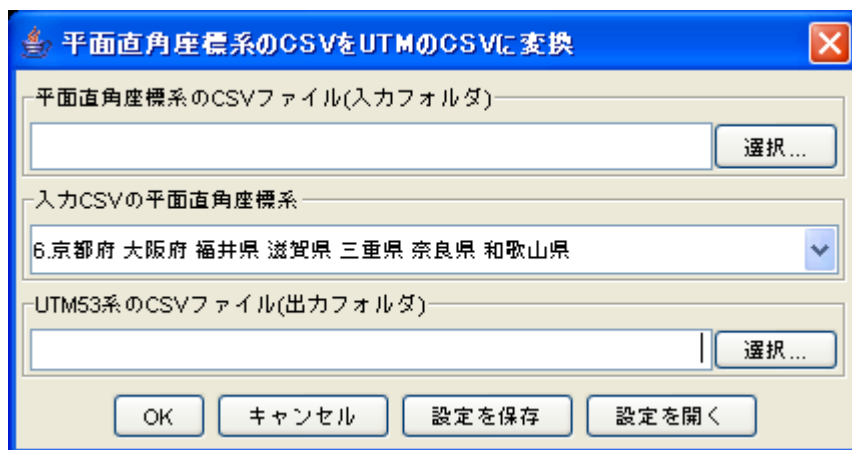 平面直角座標系のCSVをUTMのCSVに変換
平面直角座標系のCSVファイル(入力フォルダ)
選択...
入力CSVの平面直角座標系
6.京都府 大阪府 福井県 滋賀県 三重県 奈良県 和歌山県
UTM53系のCSVファイル(出力フォルダ)
選択...
OK キャンセル 設定を保存 設定を開く